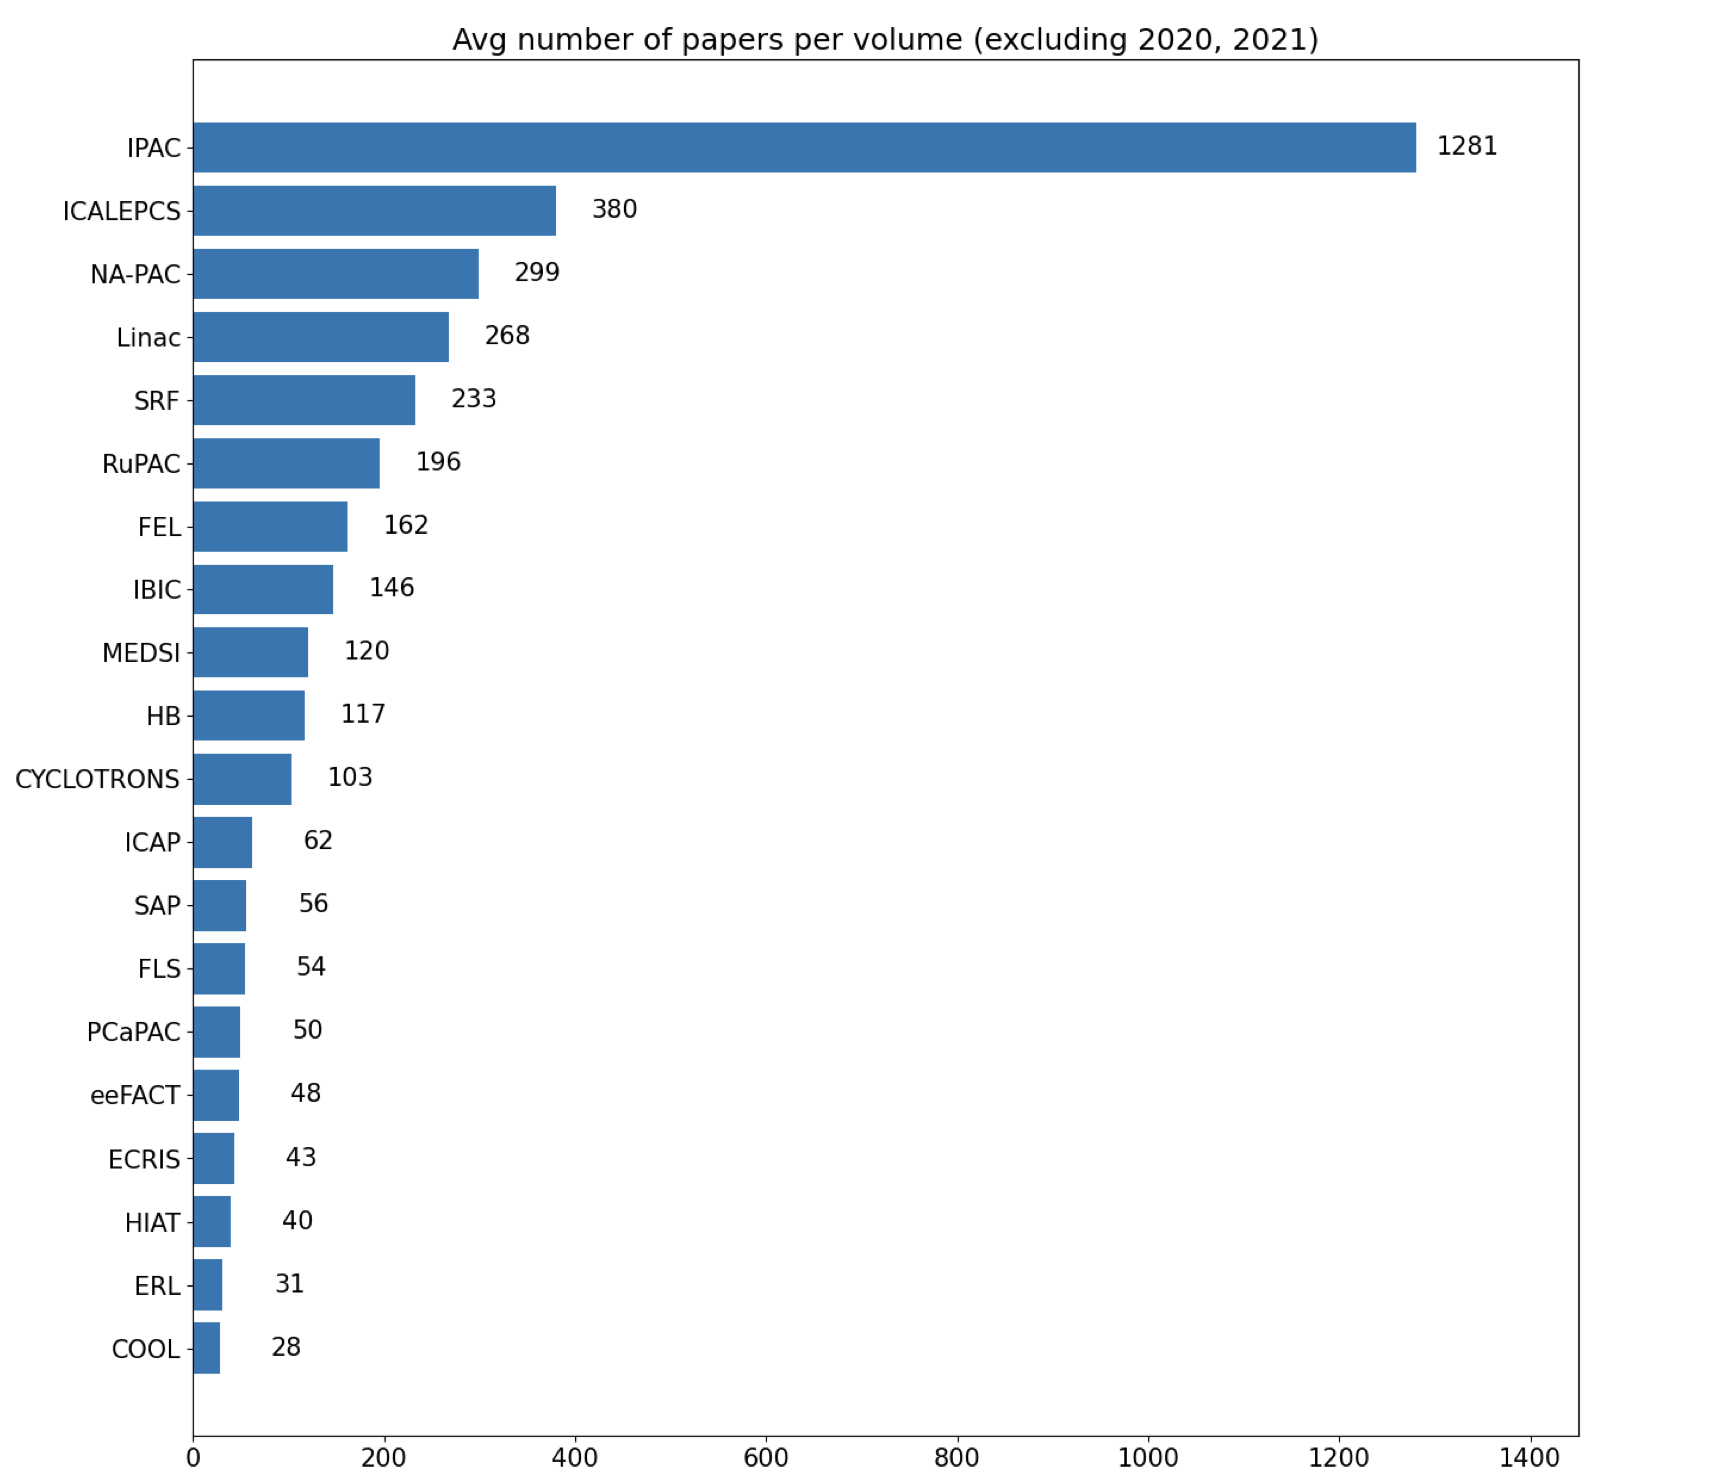 Avg number of papers per volume (excluding 2020, 2021)
IPAC 1281
ICALEPCS 380
NA-PAC 299
Linac 268
SRF 233
RuPAC 196
FEL 162
IBIC 146
MEDSI 120
HB 117
CYCLOTRONS 103
ICAP 62
SAP 56
FLS 54
PCaPAC 50
eeFACT 48
ECRIS 43
HIAT 40
ERL 31
COOL 28
0 200 400 600 800 1000 1200 1400